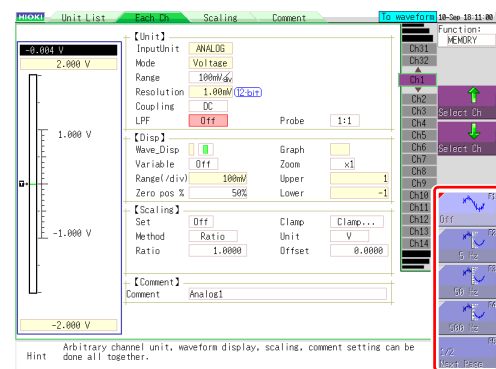 HIOKI Unit List Each Ch Scaling Comment To waveform 10-Sep 18:11:00
Function:
MEMORY
-0.004 V
2.000 V
1.000 V
-1.000 V
-2.000 V
【Unit】
InputUnit ANALOG
Mode Voltage
Range 100mV/div
Resolution 1.00mV (12-bit)
Coupling DC
LPF Off Probe 1:1
【Disp】
Wave_Disp Graph
Variable Off Zoom ×1
Range(/div) 100mV Upper 1
Zero pos % 50% Lower -1
【Scaling】
Set Off Clamp Clamp...
Method Ratio Unit V
Ratio 1.0000 Offset 0.0000
【Comment】
Comment Analog1
Ch31
Ch32
Ch1
Ch2
Ch3
Ch4
Ch5
Ch6
Ch7
Ch8
Ch9
Ch10
Ch11
Ch12
Ch13
Ch14
Select Ch
Select Ch
F1
Off
F2
5 Hz
F3
50 Hz
F4
500 Hz
F5
1/2
Next Page
Hint Arbitrary channel unit, waveform display, scaling, comment setting can be
done all together.